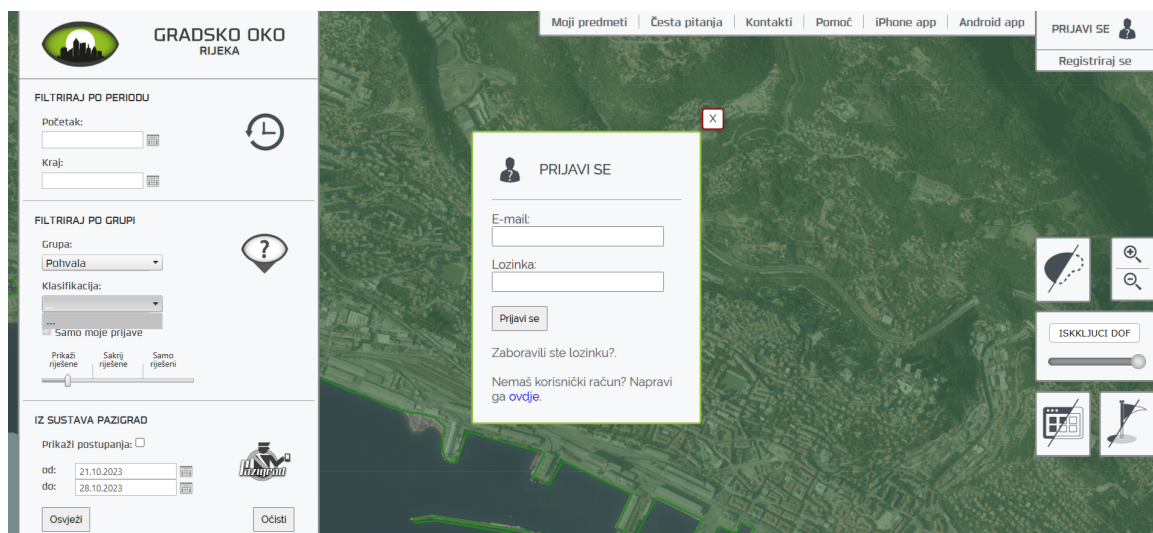 GRADSKO OKO
RIJEKA
Moji predmeti
Česta pitanja
Kontakti
Pomoć
iPhone app
Android app
PRIJAVI SE
Registriraj se
FILTRIRAJ PO PERIODU
Početak:
Kraj:
FILTRIRAJ PO GRUPI
Grupa:
Pohvala
?
Klasifikacija:
...
...
Samo moje prijave
Prikaži riješene
Sakrij riješene
Samo riješeni
IZ SUSTAVA PAZIGRAD
Prikaži postupanja:
od: 21.10.2023
do: 28.10.2023
Pazigrad
Osvježi
Očisti
X
PRIJAVI SE
E-mail:
Lozinka:
Prijavi se
Zaboravili ste lozinku?.
Nemaš korisnički račun? Napravi
ga ovdje.
ISKKLJUCI DOF